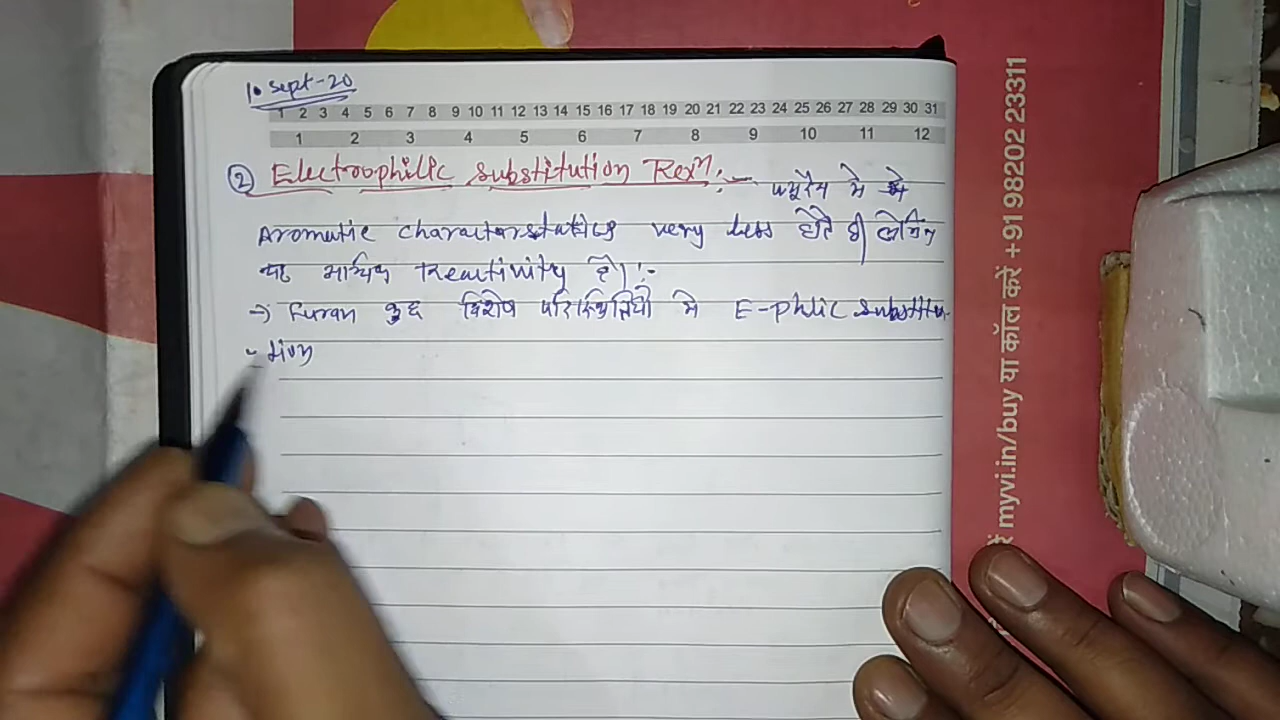 10 sept-20
1 2 3 4 5 6 7 8 9 10 11 12 13 14 15 16 17 18 19 20 21 22 23 24 25 26 27 28 29 30 31
1 2 3 4 5 6 7 8 9 10 11 12
② Electrophilic substitution Rexⁿ:- फ्यूरैन मे
Aromatic very less होते है। लेकिन
यह reactivity है।:-
→ Furan कुछ विशेष परिस्थितियो मे E-philic substitu-
- tion
myvi.in/buy या कॉल करें +91 98202 23311